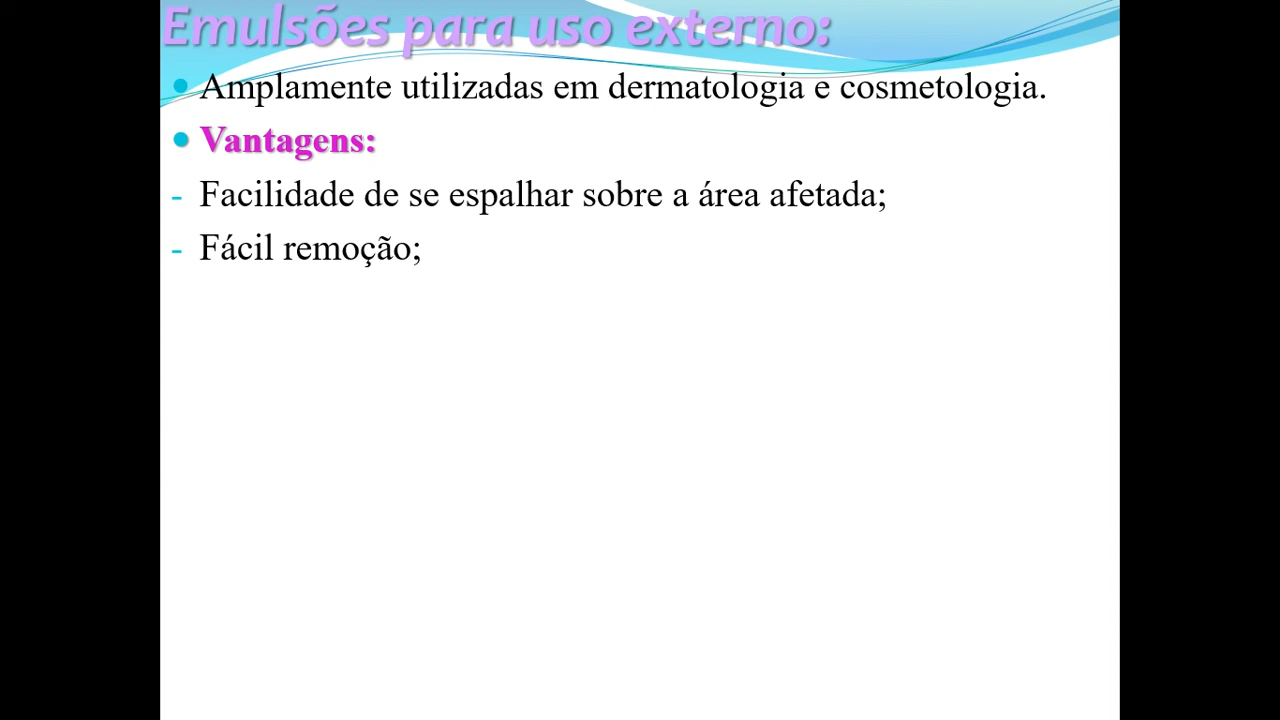 Emulsões para uso externo:
• Amplamente utilizadas em dermatologia e cosmetologia.
• Vantagens:
- Facilidade de se espalhar sobre a área afetada;
- Fácil remoção;